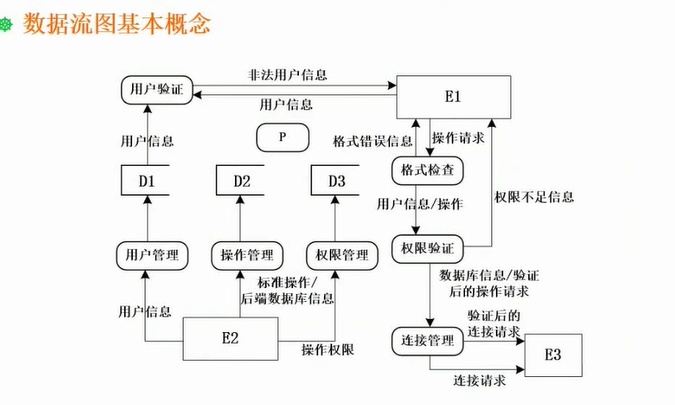 数据流图基本概念
非法用户信息
用户验证
E1
用户信息
P
用户信息
格式错误信息
操作请求
D1
D2
D3
格式检查
用户信息/操作
权限不足信息
用户管理
操作管理
权限管理
权限验证
标准操作/
后端数据库信息
数据库信息/验证
后的操作请求
用户信息
E2
操作权限
连接管理
验证后的
连接请求
E3
连接请求